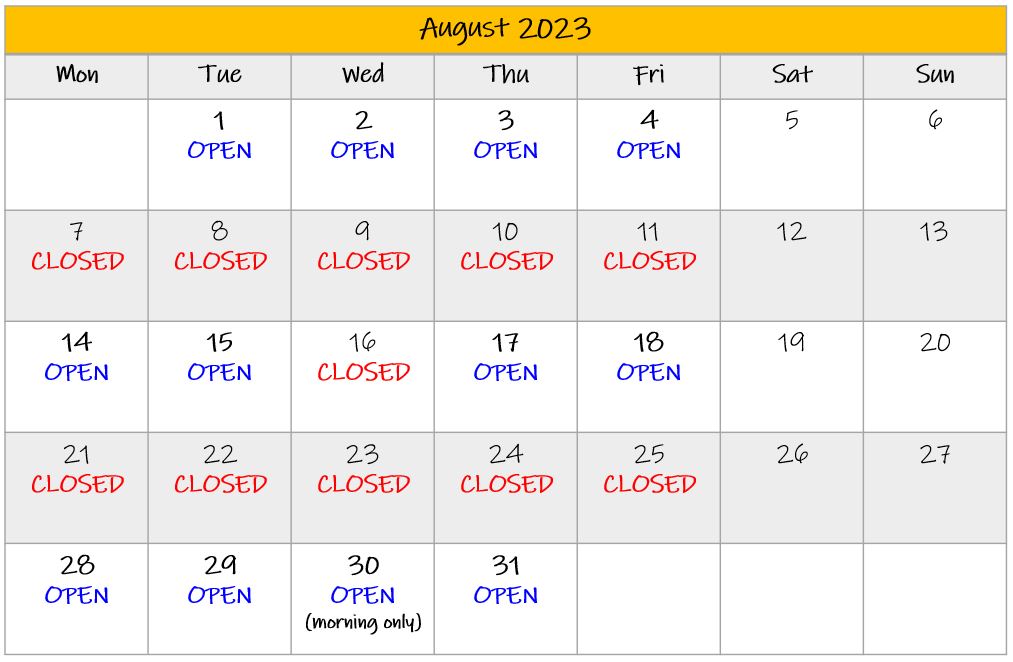 August 2023
Mon Tue Wed Thu Fri Sat Sun
1 2 3 4 5 6
OPEN OPEN OPEN OPEN
7 8 9 10 11 12 13
CLOSED CLOSED CLOSED CLOSED CLOSED
14 15 16 17 18 19 20
OPEN OPEN CLOSED OPEN OPEN
21 22 23 24 25 26 27
CLOSED CLOSED CLOSED CLOSED CLOSED
28 29 30 31
OPEN OPEN OPEN OPEN
(morning only)